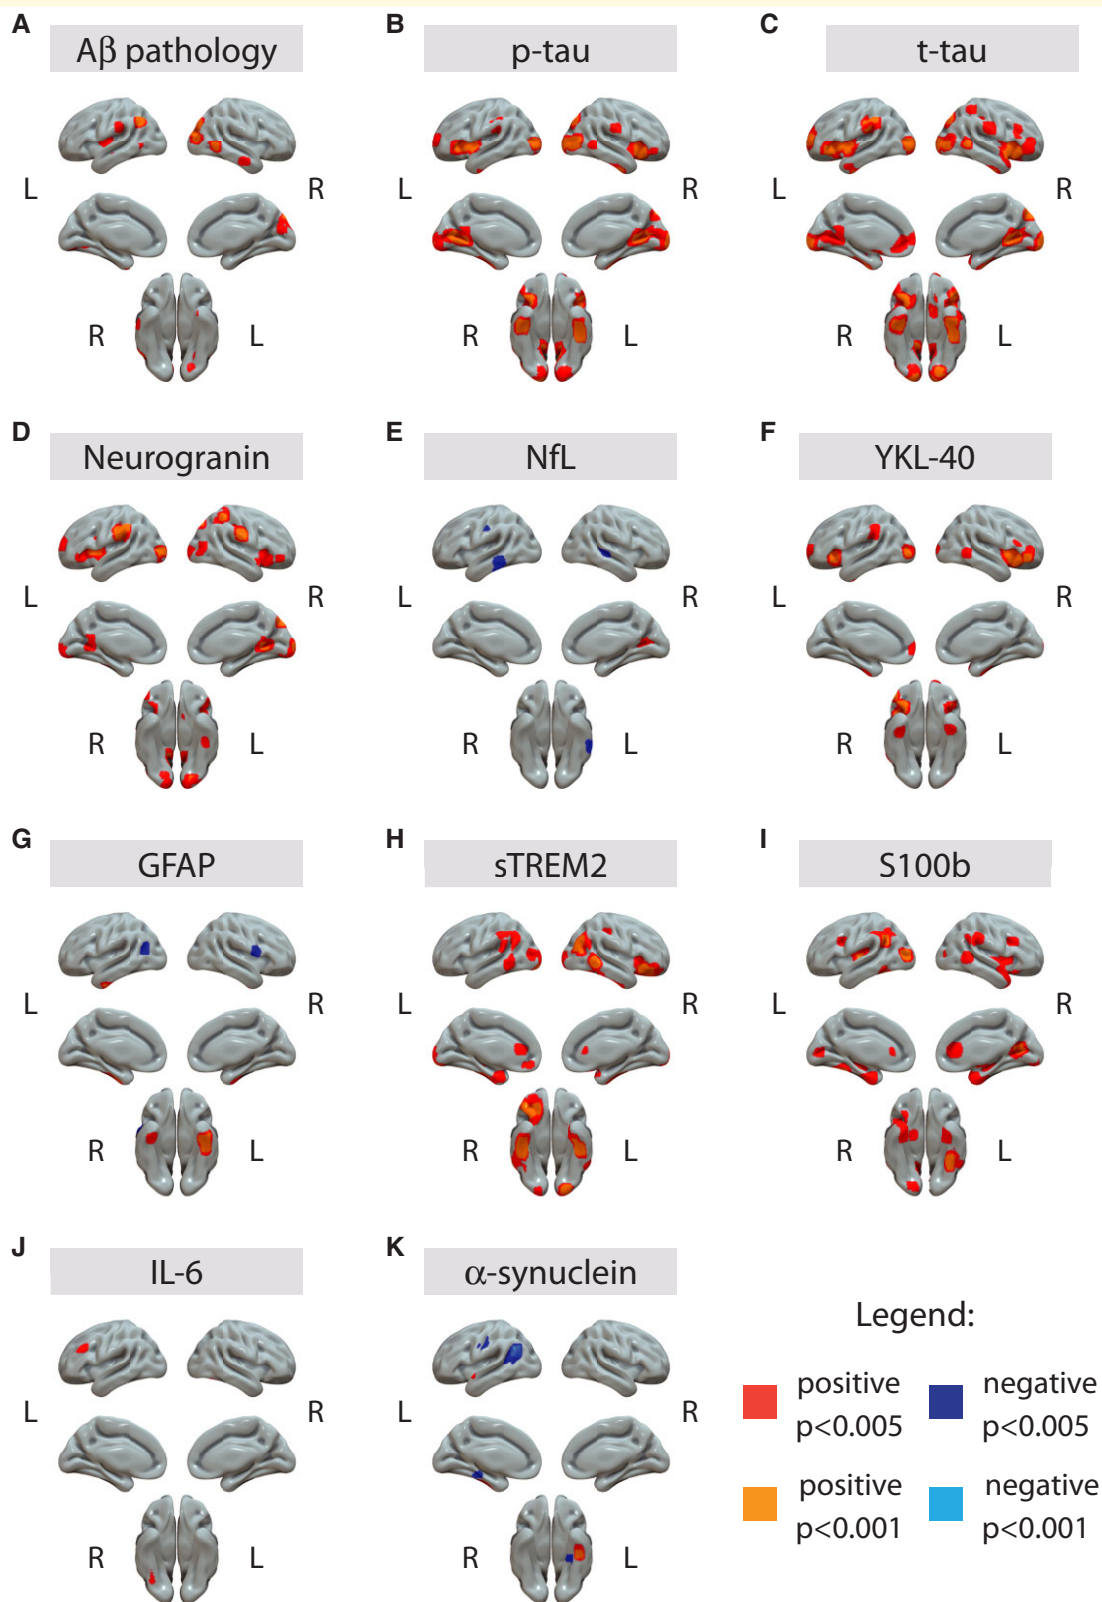 A
Aβ pathology
B
p-tau
C
t-tau
L
R
L
R
L
R
R
L
R
L
R
L
D
Neurogranin
E
NfL
F
YKL-40
L
R
L
R
L
R
R
L
R
L
R
L
G
GFAP
H
sTREM2
I
S100b
L
R
L
R
L
R
R
L
R
L
R
L
J
IL-6
K
α-synuclein
L
R
L
R
R
L
R
L
Legend:
positive
p<0.005
negative
p<0.005
positive
p<0.001
negative
p<0.001